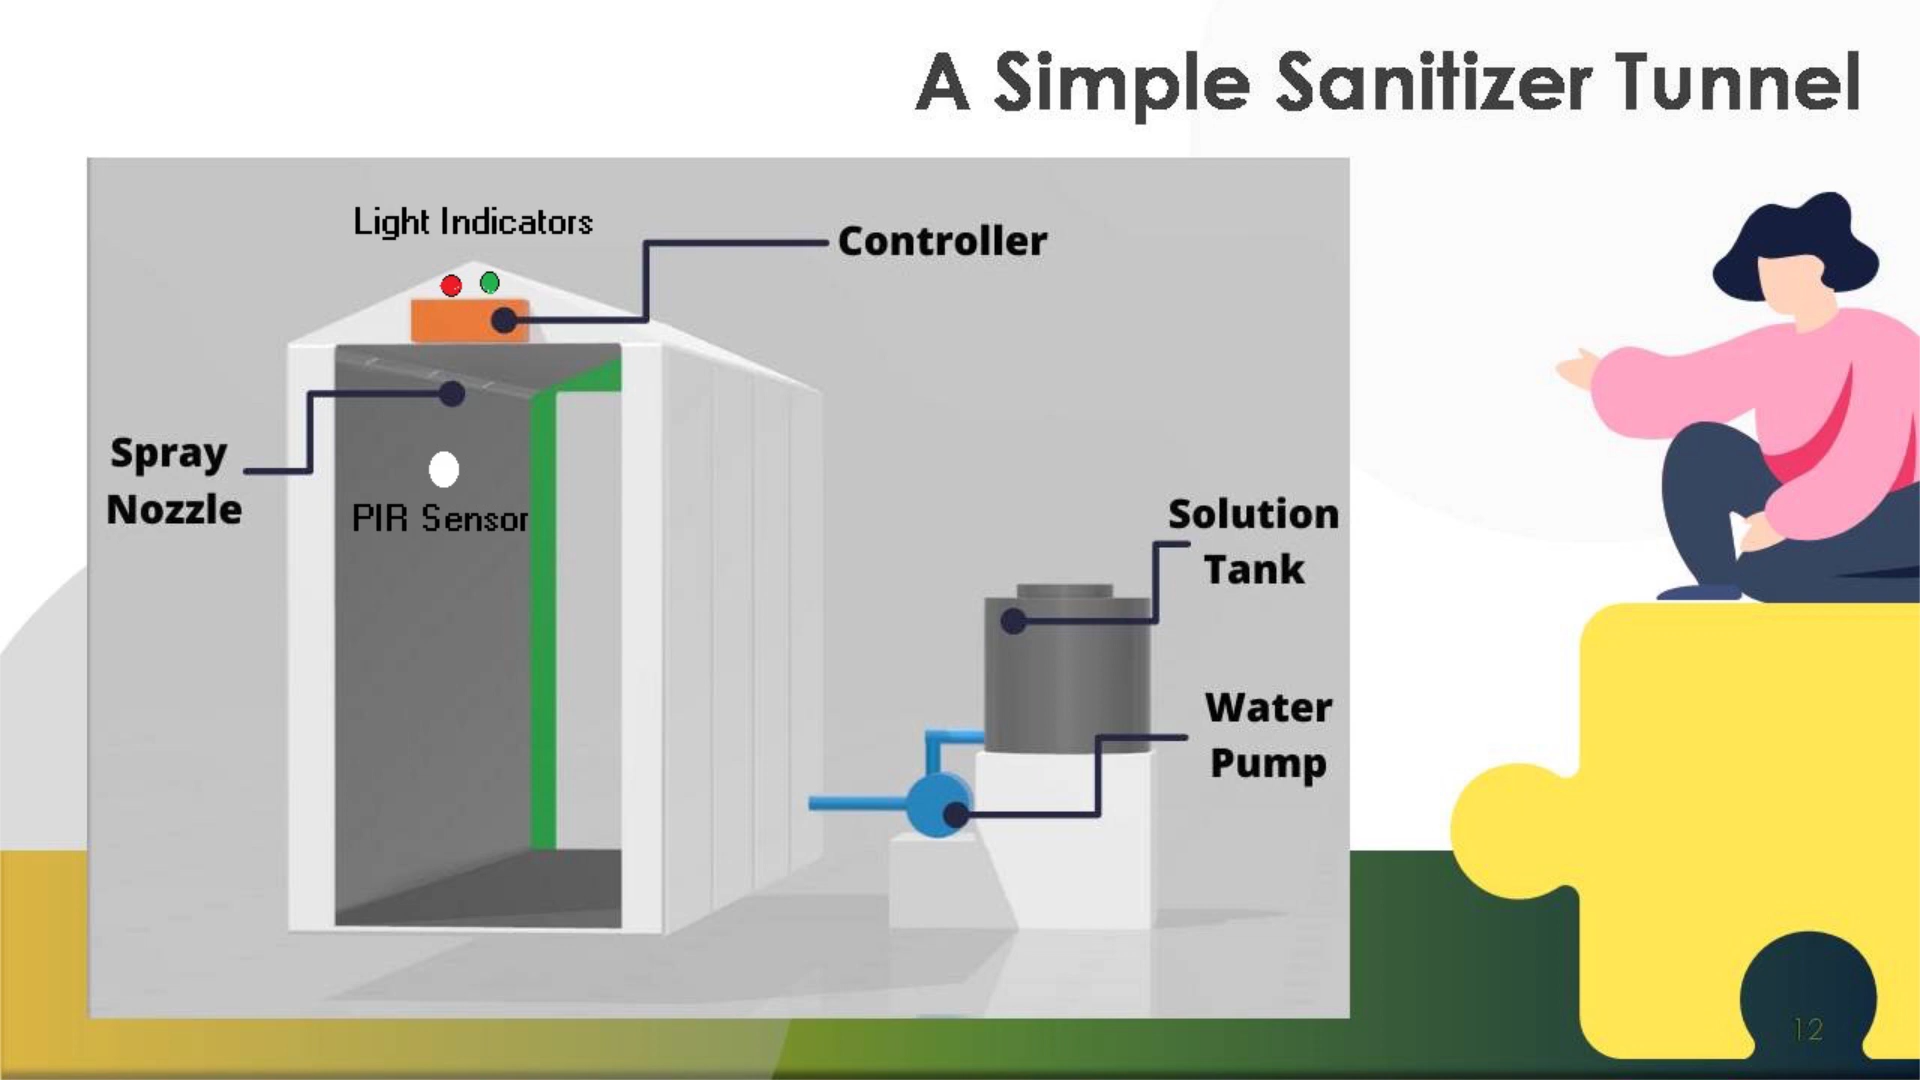 A Simple Sanitizer Tunnel
Light Indicators
Controller
Spray
Nozzle
PIR Sensor
Solution
Tank
Water
Pump
12